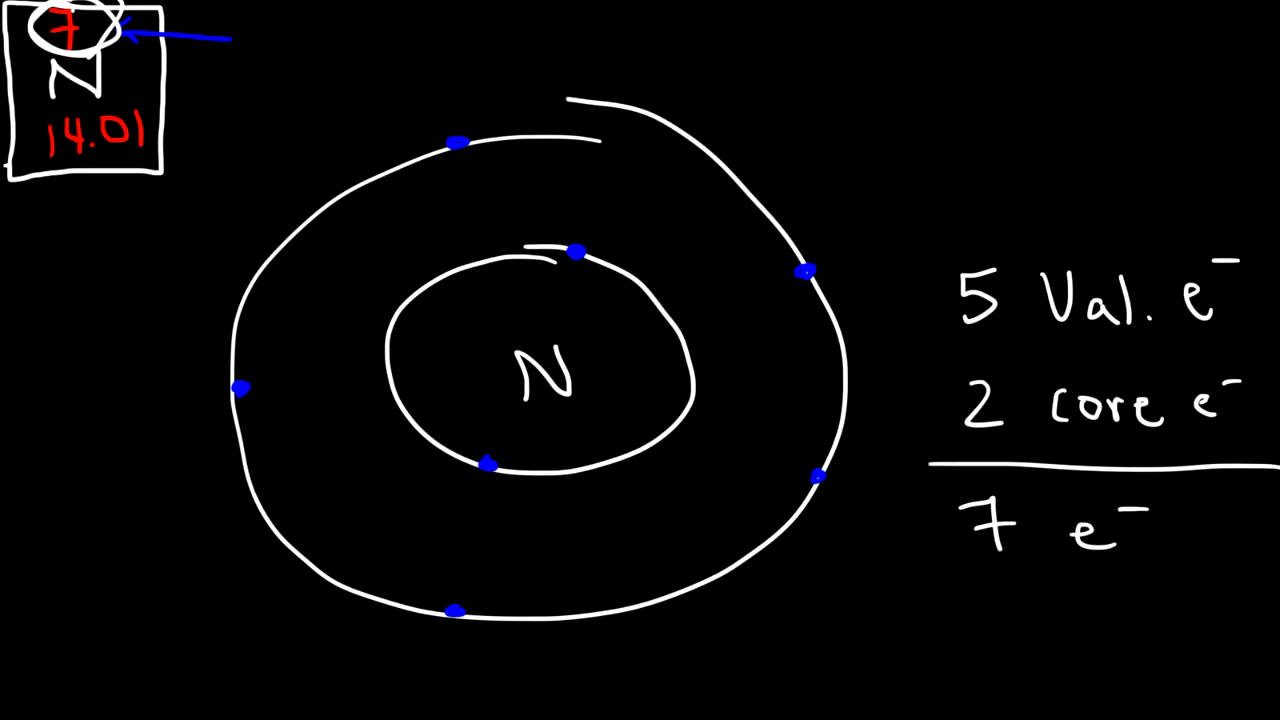 7
N
14.01
N
5 Val. e⁻
2 core e⁻
7 e⁻